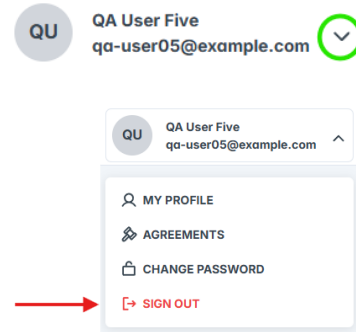 QU
QA User Five
qa-user05@example.com
QU
QA User Five
qa-user05@example.com
MY PROFILE
AGREEMENTS
CHANGE PASSWORD
SIGN OUT